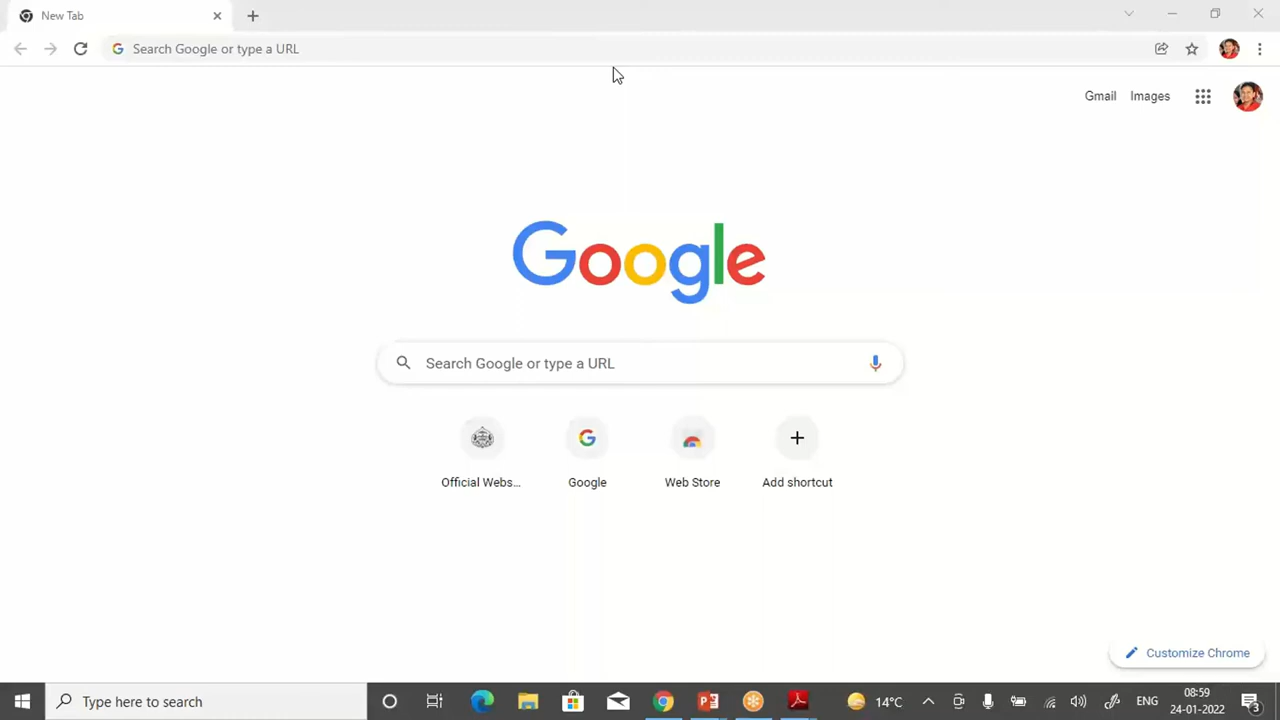 New Tab
Search Google or type a URL
Gmail Images
Google
Search Google or type a URL
Official Webs... Google Web Store Add shortcut
Customize Chrome
Type here to search
14°C
ENG
08:59
24-01-2022
3